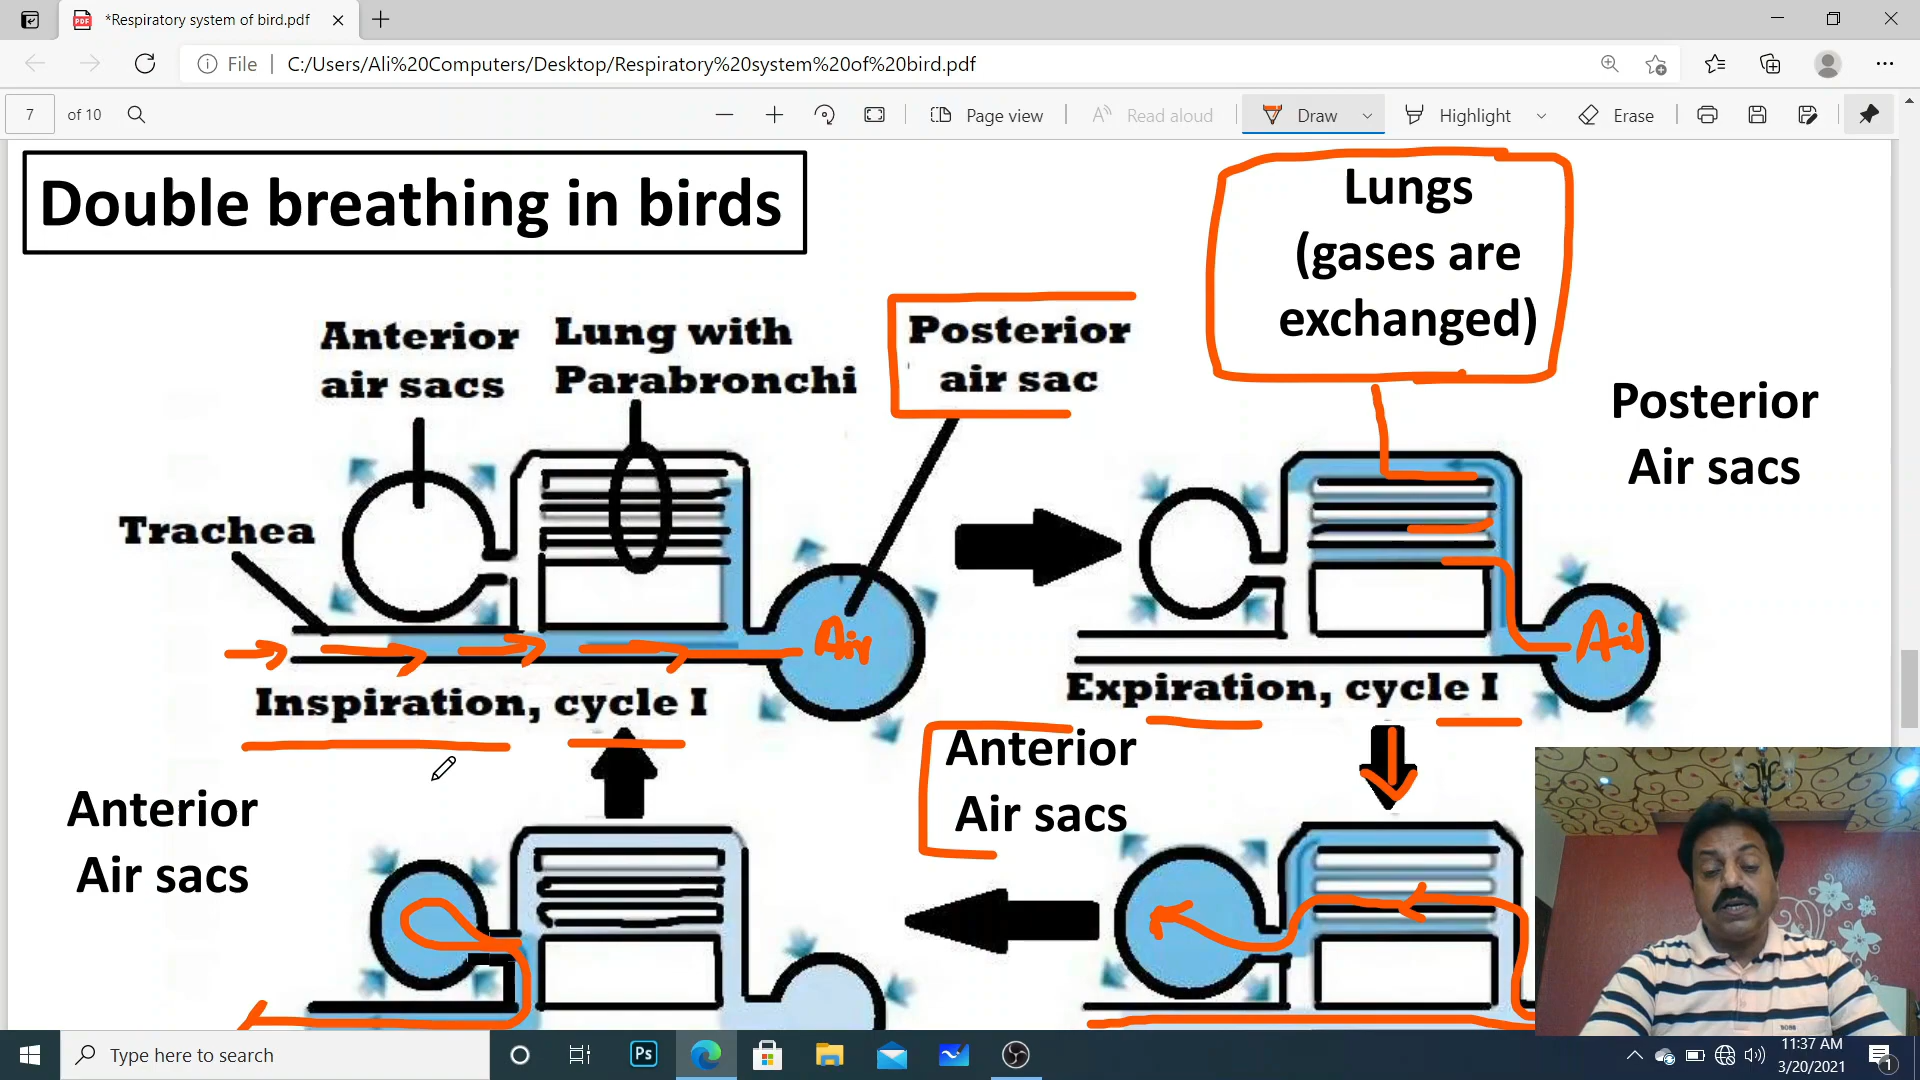 *Respiratory system of bird.pdf
File
C:/Users/Ali%20Computers/Desktop/Respiratory%20system%20of%20bird.pdf
7 of 10
Page view
Read aloud
Draw
Highlight
Erase
Double breathing in birds
Lungs
(gases are
exchanged)
Anterior
air sacs
Lung with
Parabronchi
Posterior
air sac
Posterior
Air sacs
Trachea
Air
Air
Inspiration, cycle I
Expiration, cycle I
Anterior
Air sacs
Anterior
Air sacs
Type here to search
Ps
11:37 AM
3/20/2021
1